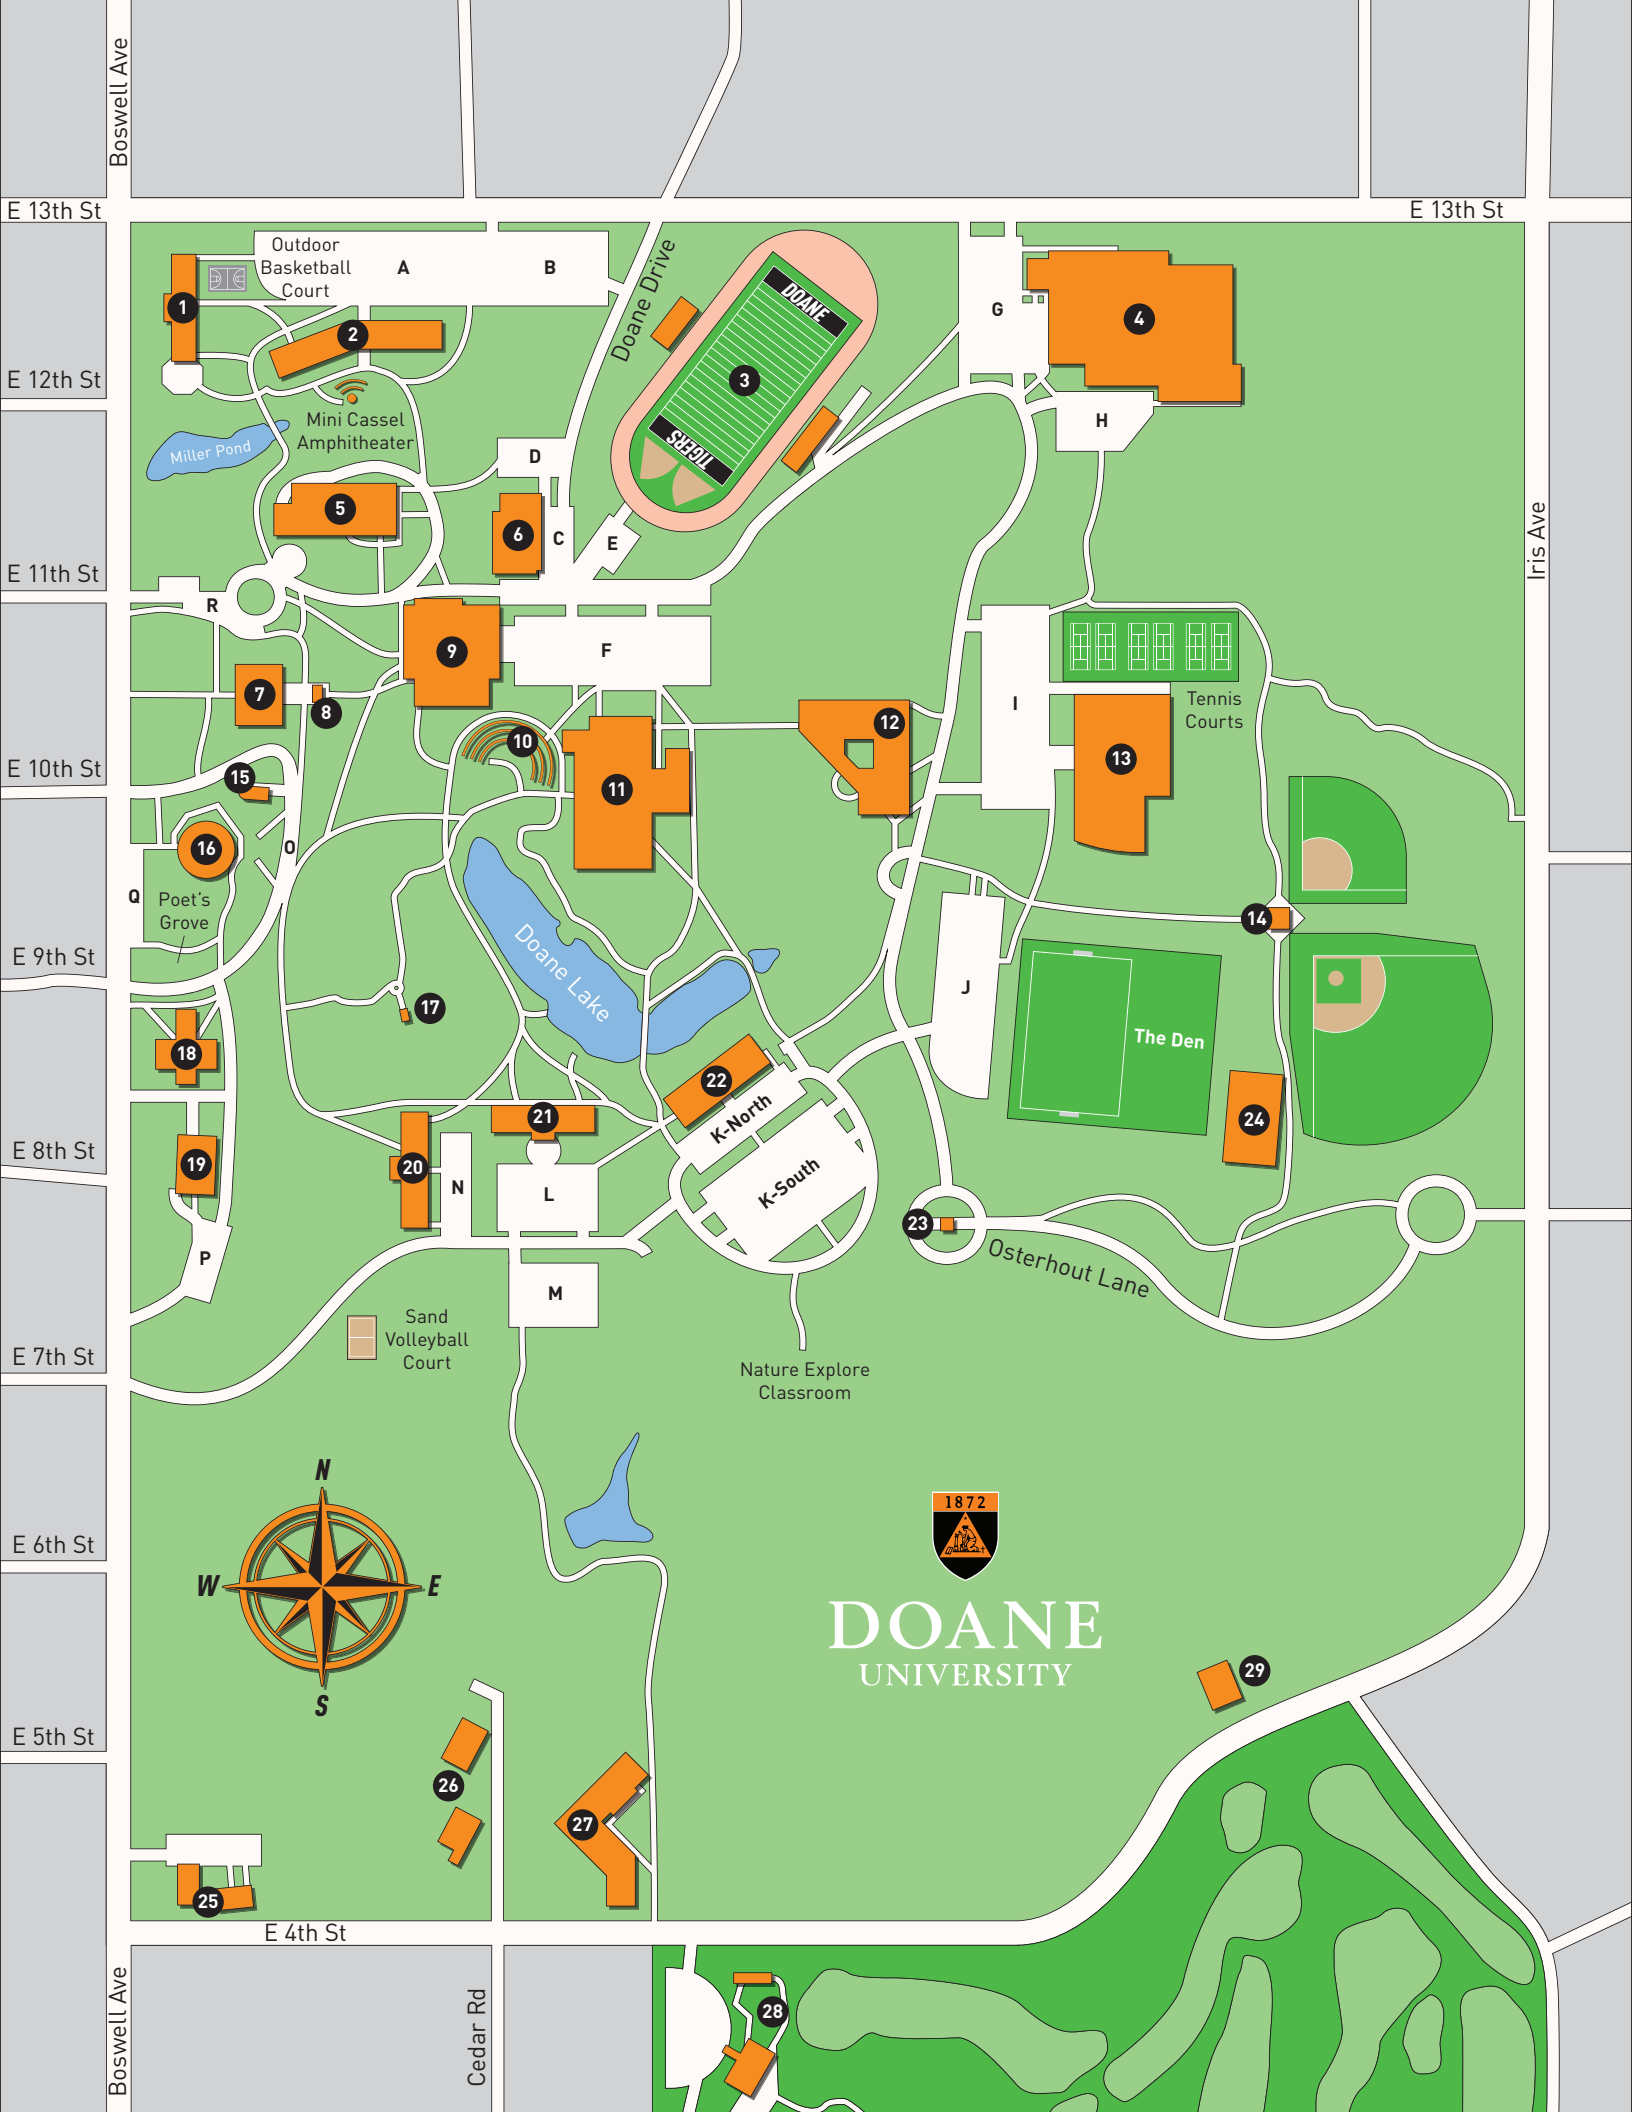 Boswell Ave
E 13th St
E 13th St
Outdoor
Basketball
Court
A
B
Doane Drive
DOANE
3
TIGERS
G
4
1
2
E 12th St
Mini Cassel
Amphitheater
H
Miller Pond
D
5
6
C
E
Iris Ave
E 11th St
R
9
F
7
8
I
Tennis
Courts
12
10
13
E 10th St
15
11
16
O
Q
Poet's
Grove
14
Doane Lake
E 9th St
J
17
The Den
18
22
K-North
21
24
E 8th St
19
20
N
L
K-South
23
Osterhout Lane
P
M
Sand
Volleyball
Court
E 7th St
Nature Explore
Classroom
N
W
E
S
1872
DOANE
UNIVERSITY
E 6th St
29
E 5th St
26
27
25
E 4th St
Boswell Ave
Cedar Rd
28